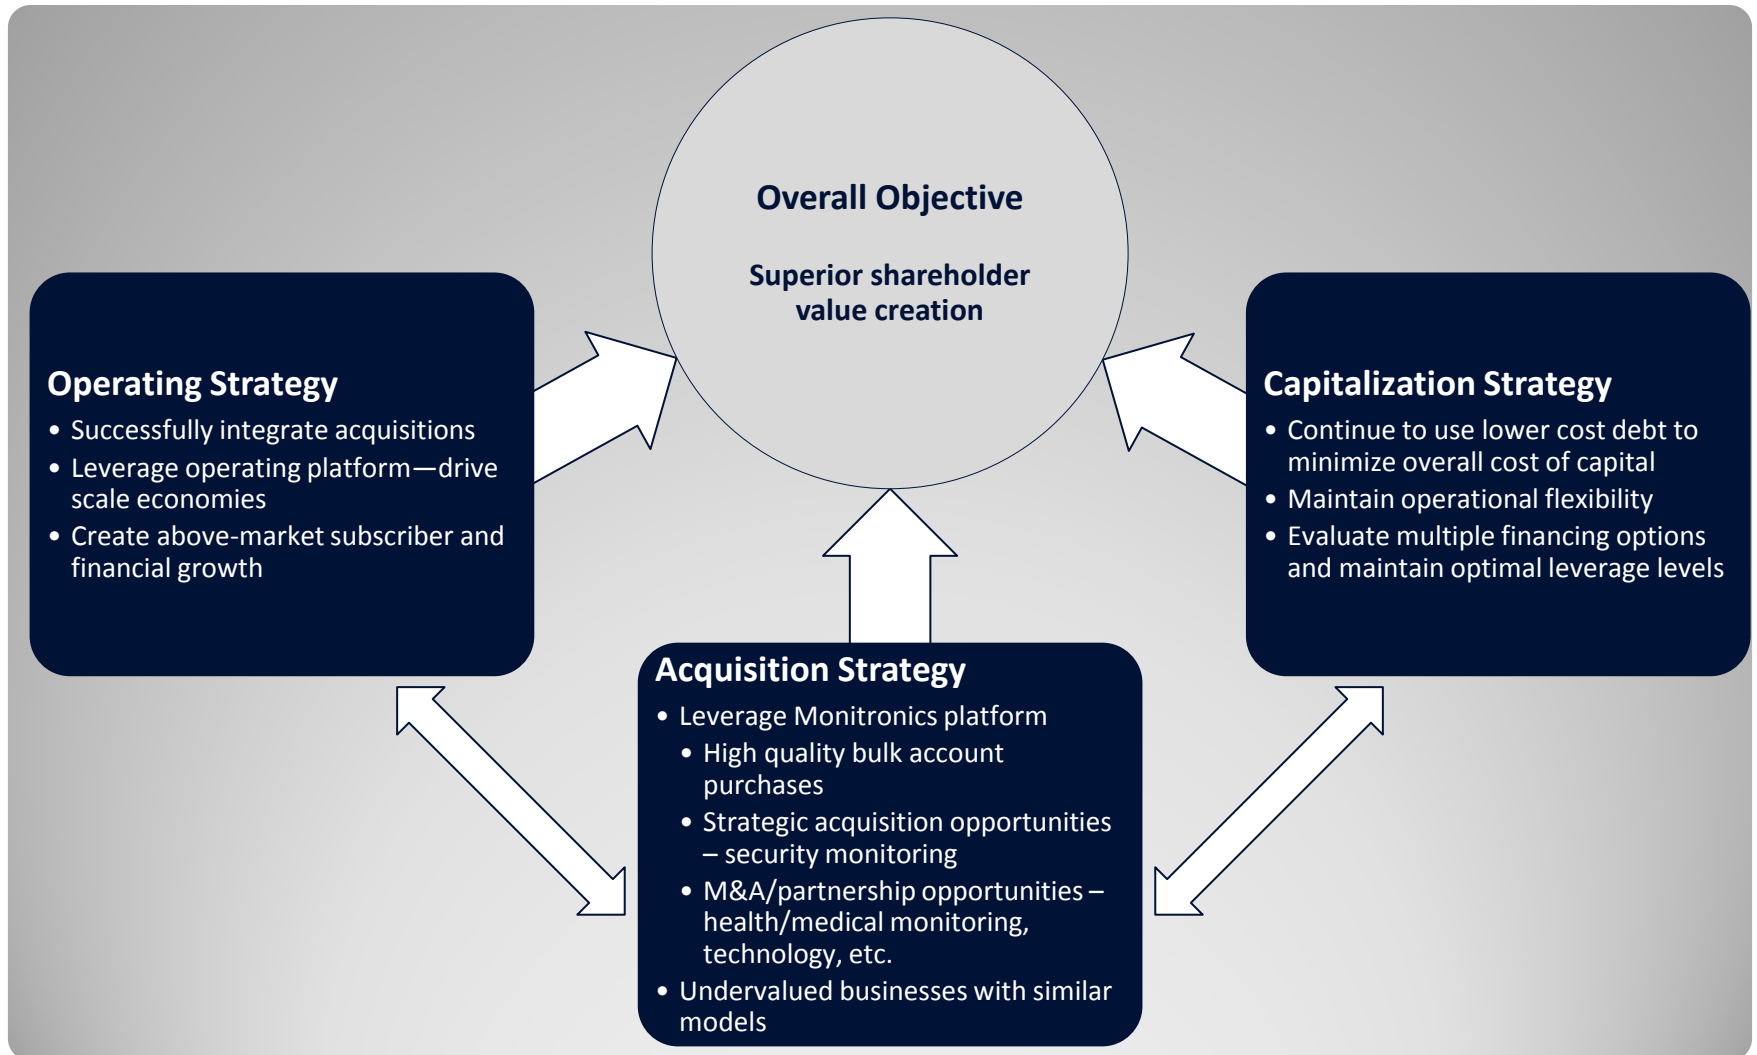 Overall Objective
Superior shareholder
value creation
Operating Strategy
• Successfully integrate acquisitions
• Leverage operating platform—drive
scale economies
• Create above-market subscriber and
financial growth
Capitalization Strategy
• Continue to use lower cost debt to
minimize overall cost of capital
• Maintain operational flexibility
• Evaluate multiple financing options
and maintain optimal leverage levels
Acquisition Strategy
• Leverage Monitronics platform
• High quality bulk account
purchases
• Strategic acquisition opportunities
– security monitoring
• M&A/partnership opportunities –
health/medical monitoring,
technology, etc.
• Undervalued businesses with similar
models